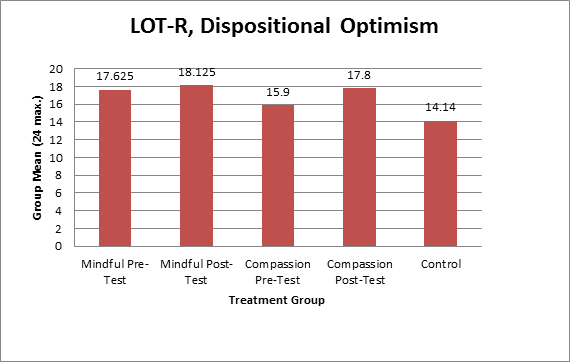 LOT-R, Dispositional Optimism
Group Mean (24 max.)
20
18
16
14
12
10
8
6
4
2
0
17.625
18.125
15.9
17.8
14.14
Mindful Pre-
Test
Mindful Post-
Test
Compassion
Pre-Test
Compassion
Post-Test
Control
Treatment Group